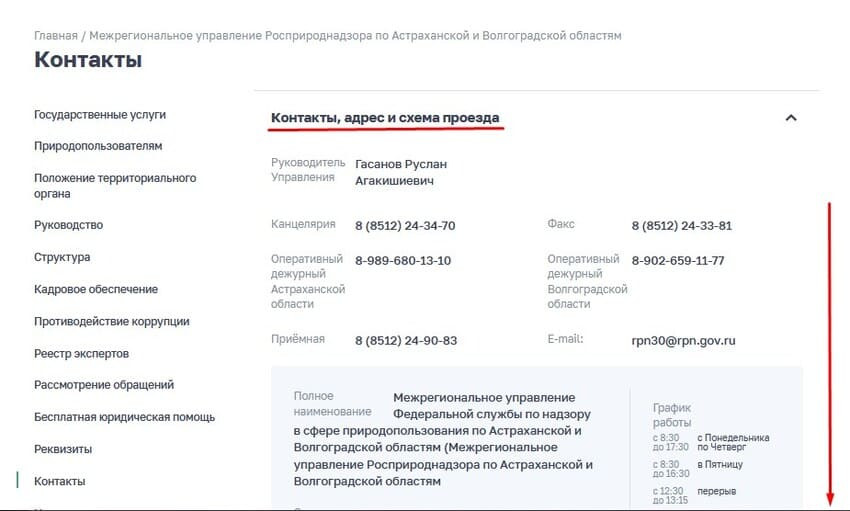 Главная / Межрегиональное управление Росприроднадзора по Астраханской и Волгоградской областям
Контакты
Государственные услуги
Природопользователям
Положение территориального
органа
Руководство
Структура
Кадровое обеспечение
Противодействие коррупции
Реестр экспертов
Рассмотрение обращений
Бесплатная юридическая помощь
Реквизиты
Контакты
Контакты, адрес и схема проезда
Руководитель
Управления
Гасанов Руслан
Агакишиевич
Канцелярия
8 (8512) 24-34-70
Факс
8 (8512) 24-33-81
Оперативный
дежурный
Астраханской
области
8-989-680-13-10
Оперативный
дежурный
Волгоградской
области
8-902-659-11-77
Приёмная
8 (8512) 24-90-83
E-mail:
rpn30@rpn.gov.ru
Полное
наименование
Межрегиональное управление
Федеральной службы по надзору
в сфере природопользования по Астраханской и
Волгоградской областям (Межрегиональное
управление Росприроднадзора по Астраханской и
Волгоградской областям
График
работы
с 8:30
до 17:30
с Понедельника
по Четверг
с 8:30
до 16:30
в Пятницу
с 12:30
до 13:15
перерыв